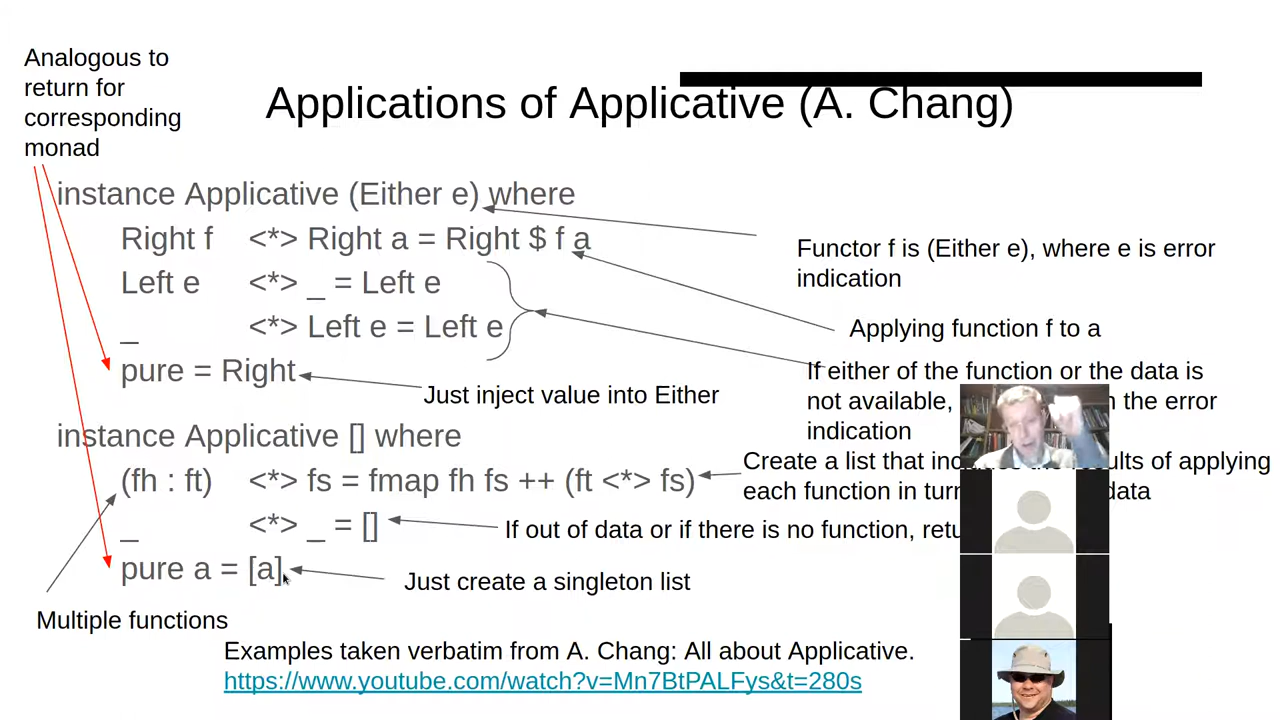 Analogous to
return for
corresponding
monad
Applications of Applicative (A. Chang)
instance Applicative (Either e) where
Right f <*> Right a = Right $ f a
Left e <*> _ = Left e
_ <*> Left e = Left e
pure = Right
Functor f is (Either e), where e is error
indication
Applying function f to a
If either of the function or the data is
not available, the error
indication
Just inject value into Either
instance Applicative [] where
(fh : ft) <*> fs = fmap fh fs ++ (ft <*> fs)
_ <*> _ = []
pure a = [a]
Create a list that of applying
each function in turn data
If out of data or if there is no function,
Just create a singleton list
Multiple functions
Examples taken verbatim from A. Chang: All about Applicative.
https://www.youtube.com/watch?v=Mn7BtPALFys&t=280s